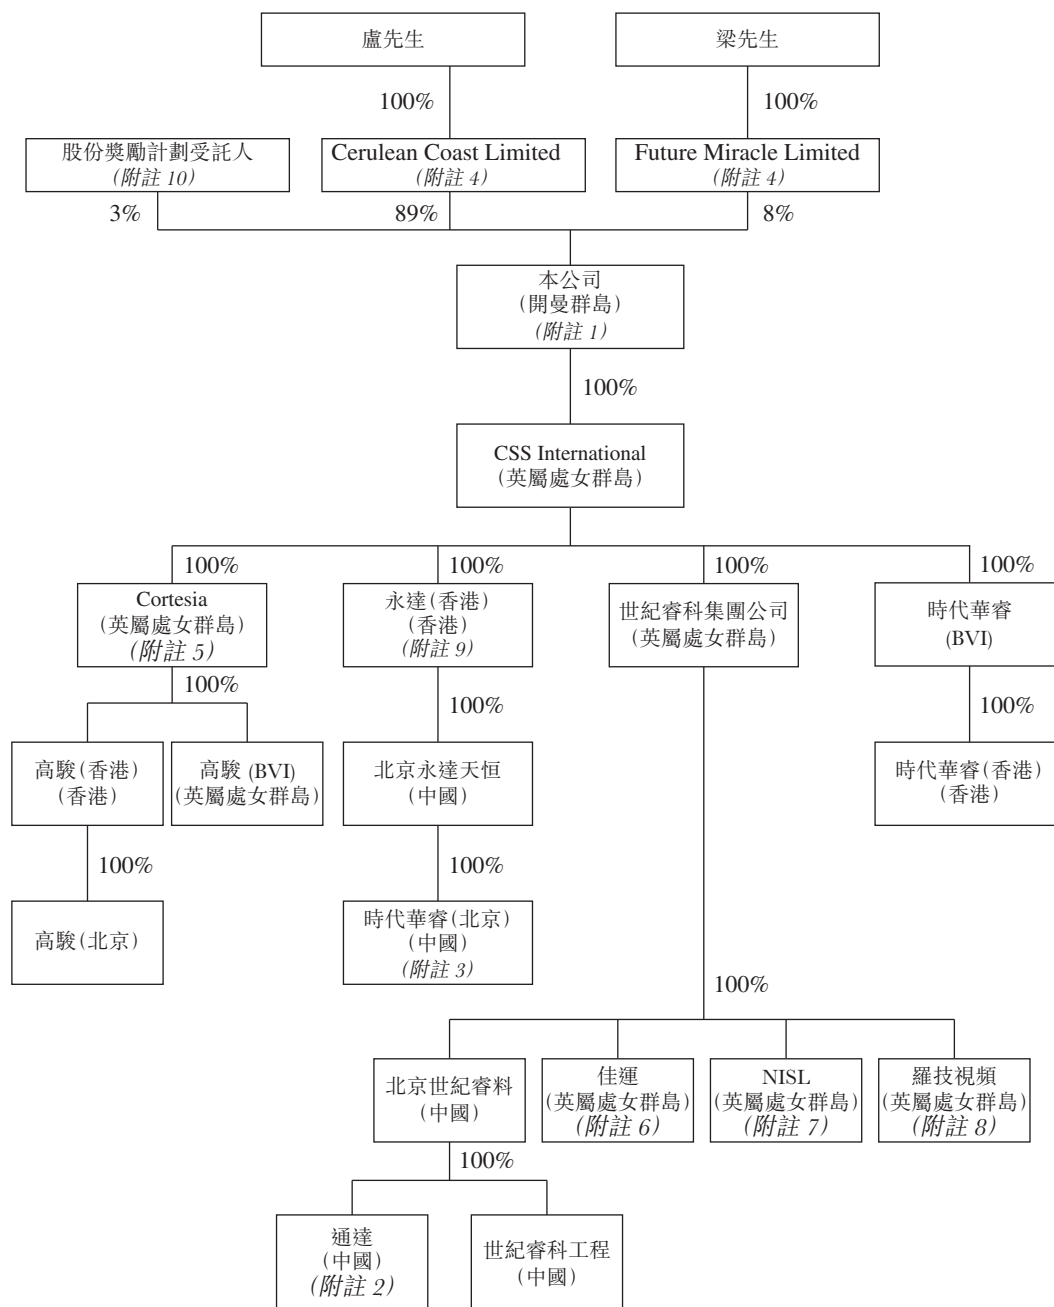 盧先生
梁先生
100%
100%
股份獎勵計劃受託人
(附註 10)
Cerulean Coast Limited
(附註 4)
Future Miracle Limited
(附註 4)
3%
89%
8%
本公司
(開曼群島)
(附註 1)
100%
CSS International
(英屬處女群島)
100%
100%
100%
100%
Cortesia
(英屬處女群島)
(附註 5)
永達(香港)
(香港)
(附註 9)
世紀睿科集團公司
(英屬處女群島)
時代華睿
(BVI)
100%
100%
100%
高駿(香港)
(香港)
高駿 (BVI)
(英屬處女群島)
北京永達天恒
(中國)
時代華睿(香港)
(香港)
100%
100%
高駿(北京)
時代華睿(北京)
(中國)
(附註 3)
100%
北京世紀睿科
(中國)
佳運
(英屬處女群島)
(附註 6)
NISL
(英屬處女群島)
(附註 7)
羅技視頻
(英屬處女群島)
(附註 8)
100%
通達
(中國)
(附註 2)
世紀睿科工程
(中國)